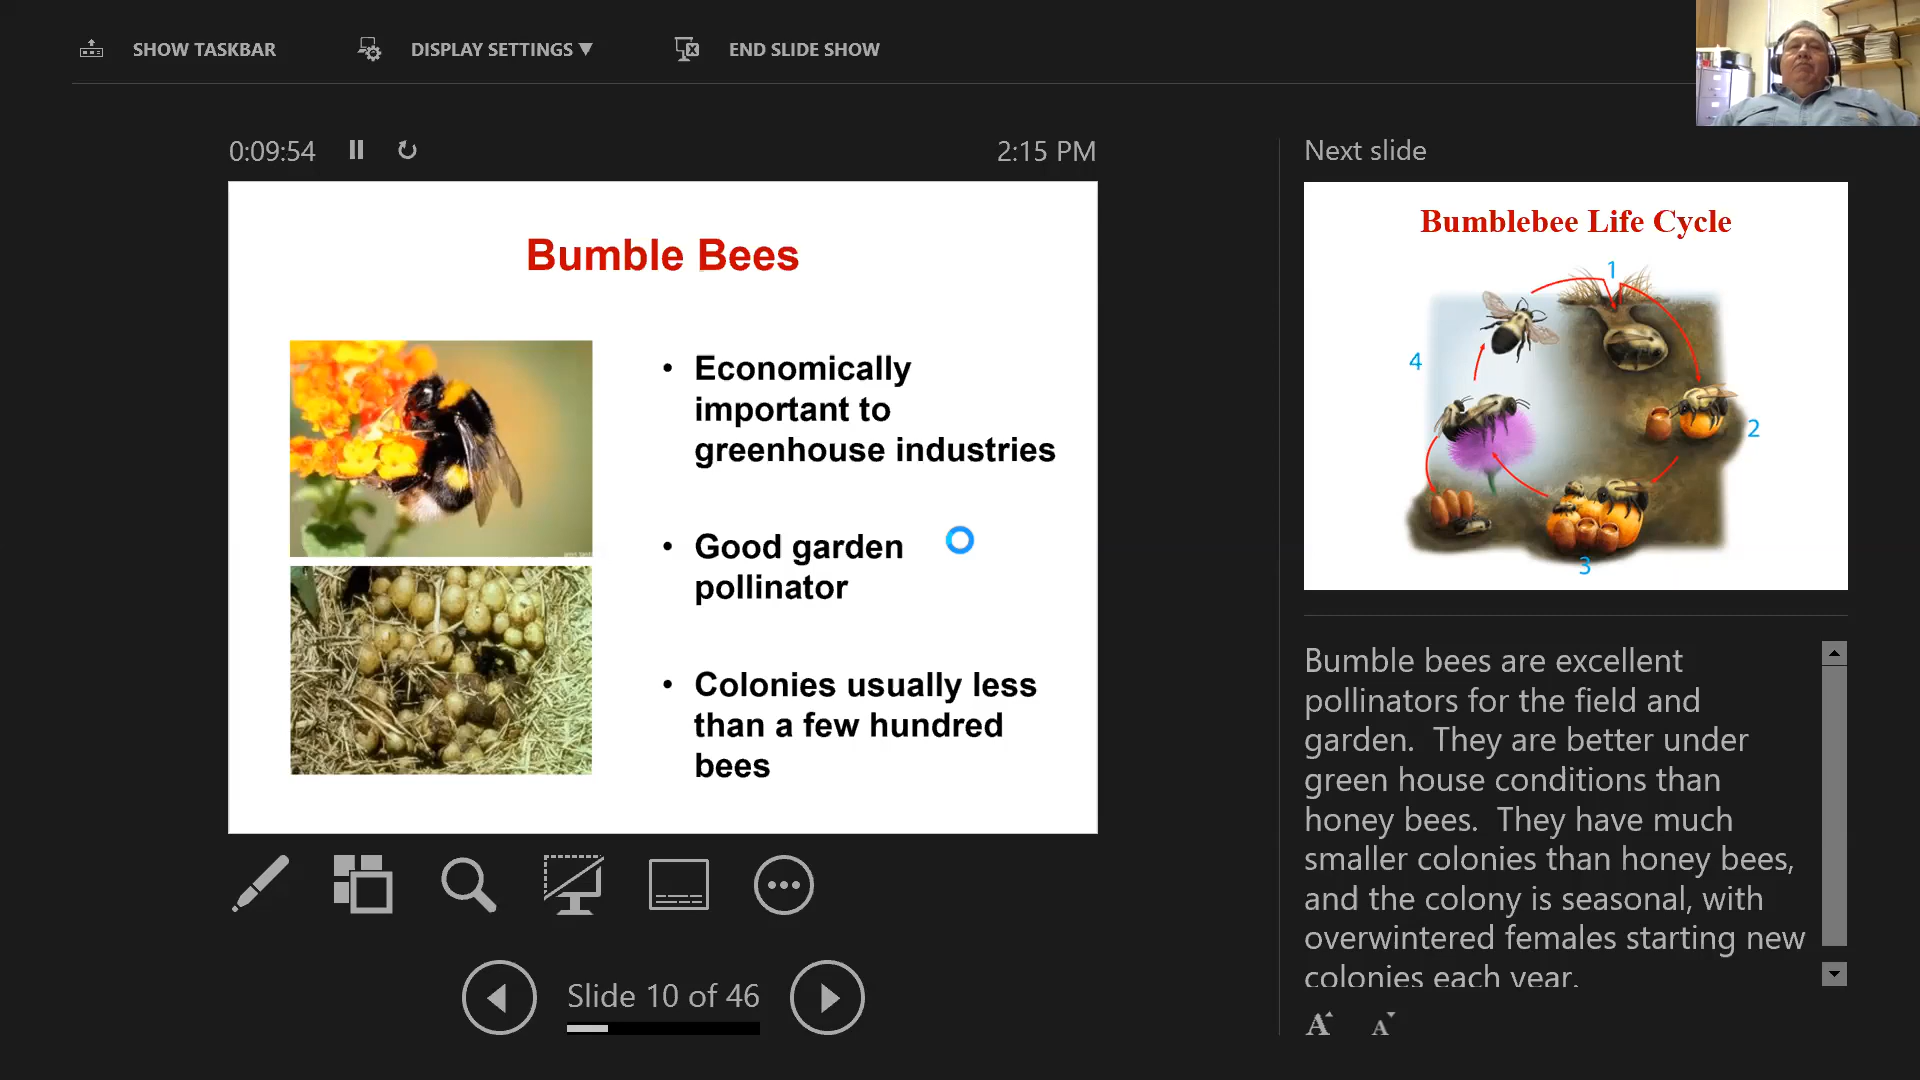 SHOW TASKBAR
DISPLAY SETTINGS ▼
END SLIDE SHOW
0:09:54
2:15 PM
Bumble Bees
• Economically
important to
greenhouse industries
• Good garden
pollinator
• Colonies usually less
than a few hundred
bees
Slide 10 of 46
Next slide
Bumblebee Life Cycle
1
4
2
3
Bumble bees are excellent
pollinators for the field and
garden.  They are better under
green house conditions than
honey bees.  They have much
smaller colonies than honey bees,
and the colony is seasonal, with
overwintered females starting new
colonies each year.
A A